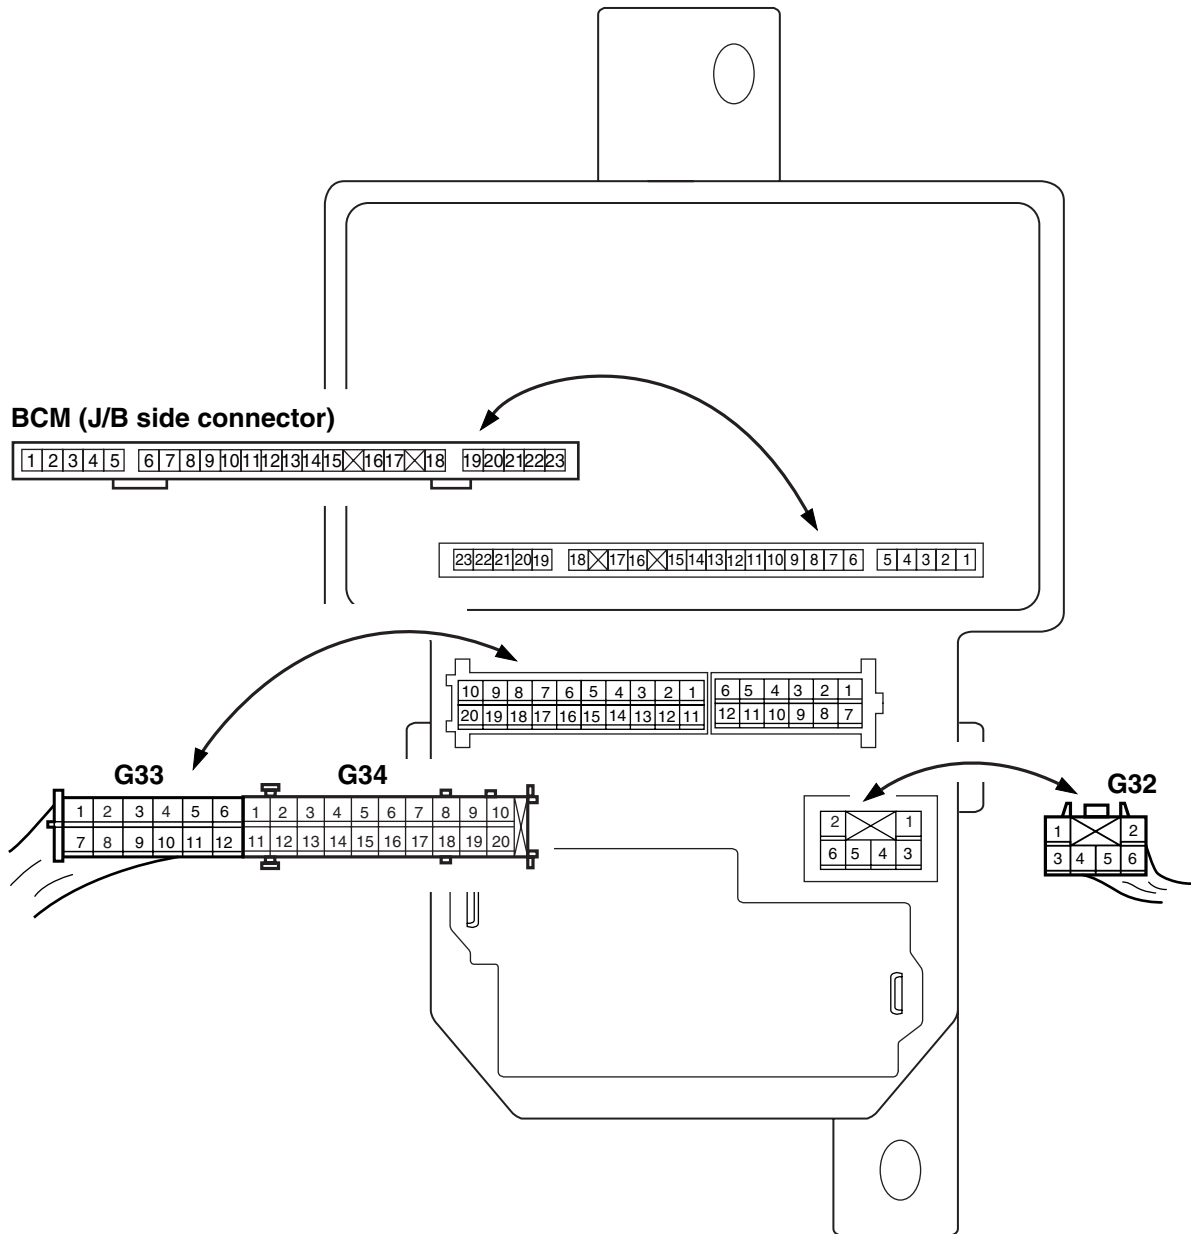 BCM (J/B side connector)
1 2 3 4 5 6 7 8 9 10 11 12 13 14 15 16 17 18 19 20 21 22 23
23 22 21 20 19 18 17 16 15 14 13 12 11 10 9 8 7 6 5 4 3 2 1
10 9 8 7 6 5 4 3 2 1 6 5 4 3 2 1
20 19 18 17 16 15 14 13 12 11 12 11 10 9 8 7
G33 G34
1 2 3 4 5 6 1 2 3 4 5 6 7 8 9 10
7 8 9 10 11 12 11 12 13 14 15 16 17 18 19 20
2 1
6 5 4 3
G32
1 2
3 4 5 6